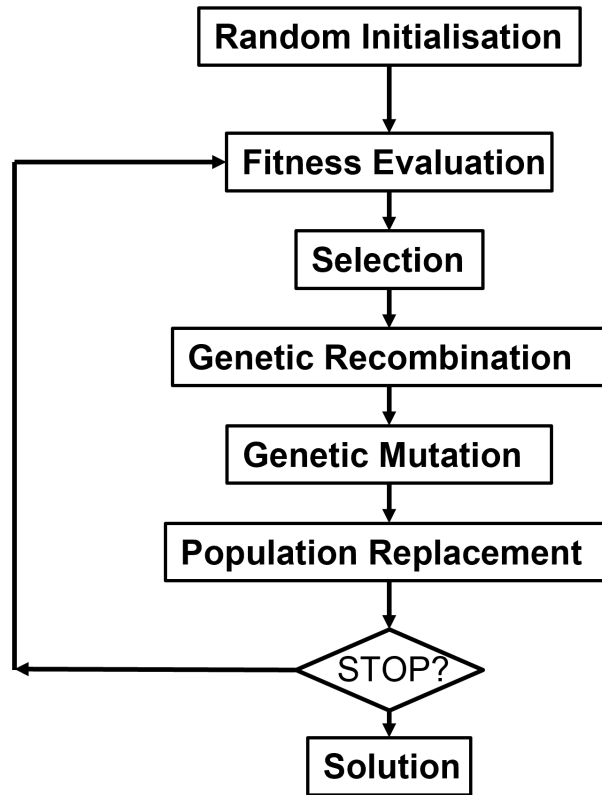 Random Initialisation
Fitness Evaluation
Selection
Genetic Recombination
Genetic Mutation
Population Replacement
STOP?
Solution